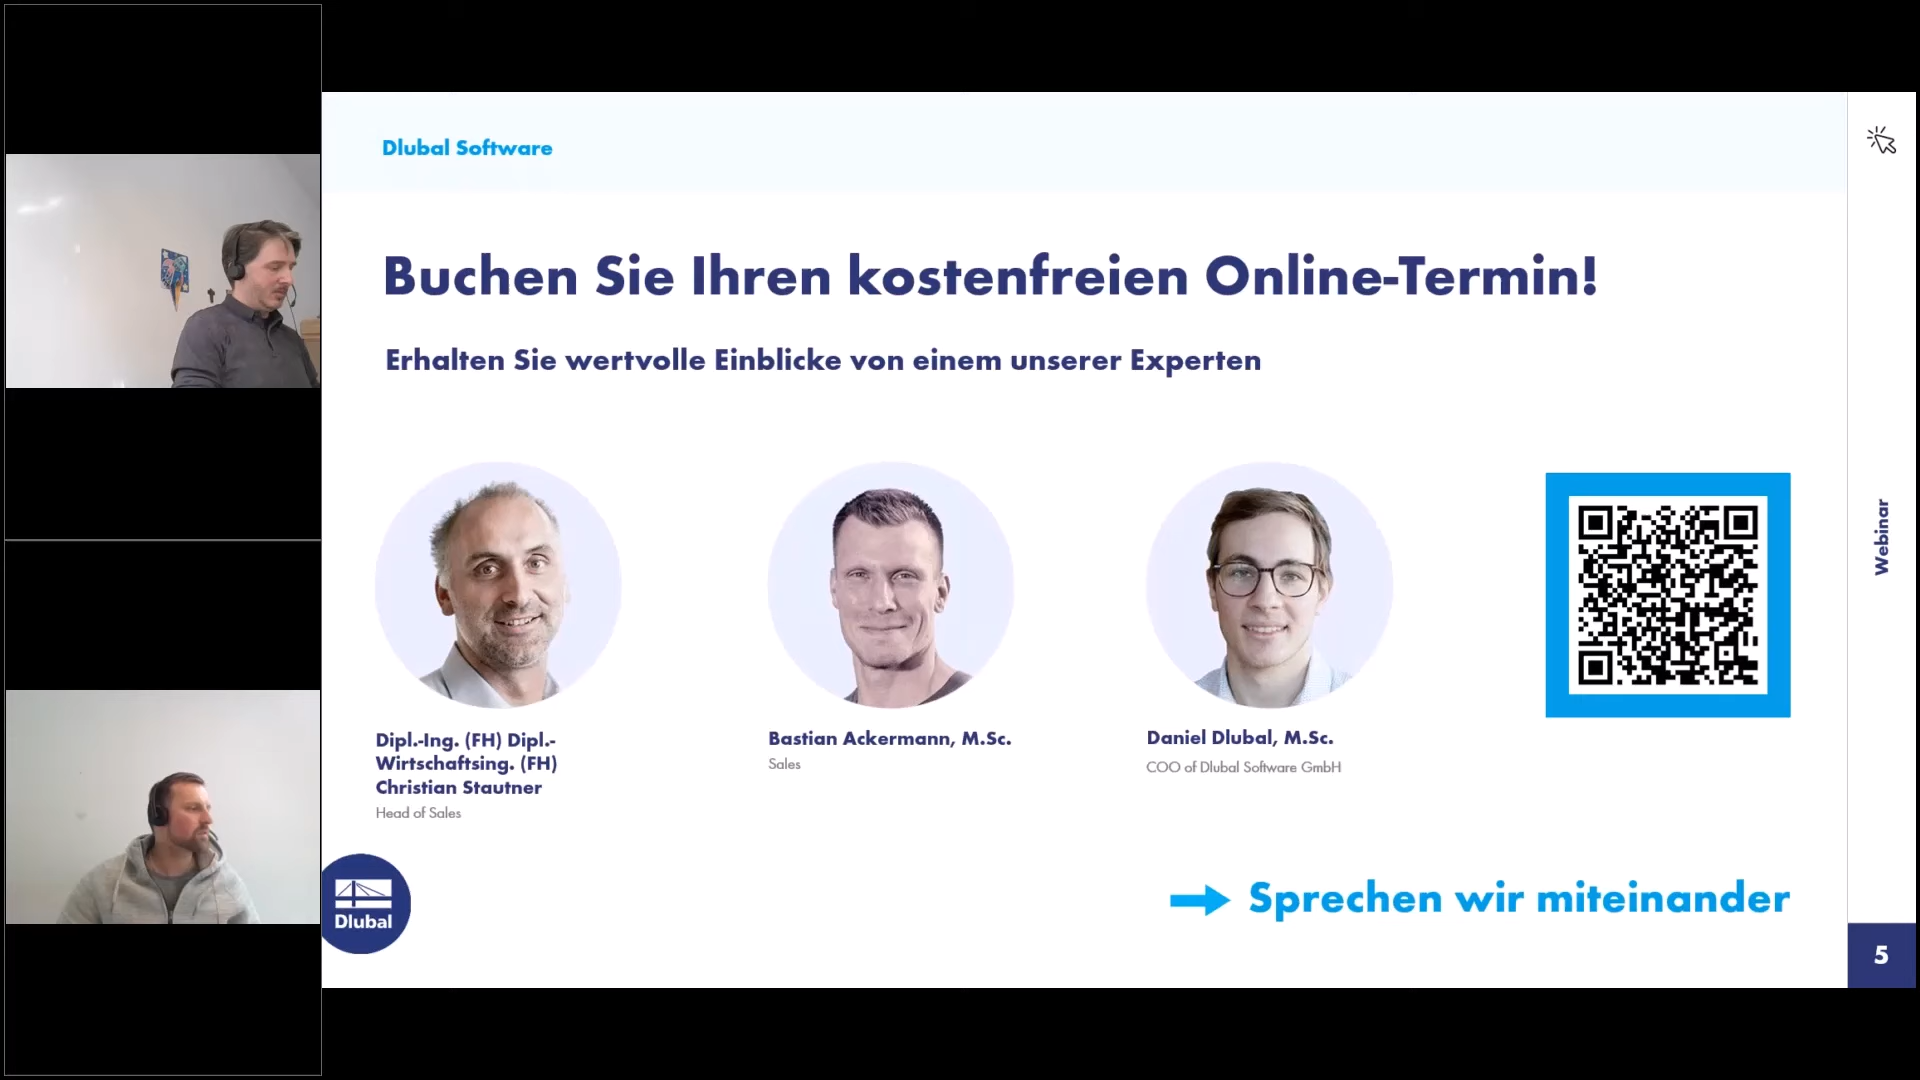 Dlubal Software
Buchen Sie Ihren kostenfreien Online-Termin!
Erhalten Sie wertvolle Einblicke von einem unserer Experten
Dipl.-Ing. (FH) Dipl.-
Wirtschaftsing. (FH)
Christian Stautner
Head of Sales
Bastian Ackermann, M.Sc.
Sales
Daniel Dlubal, M.Sc.
COO of Dlubal Software GmbH
Webinar
Dlubal
Sprechen wir miteinander
5